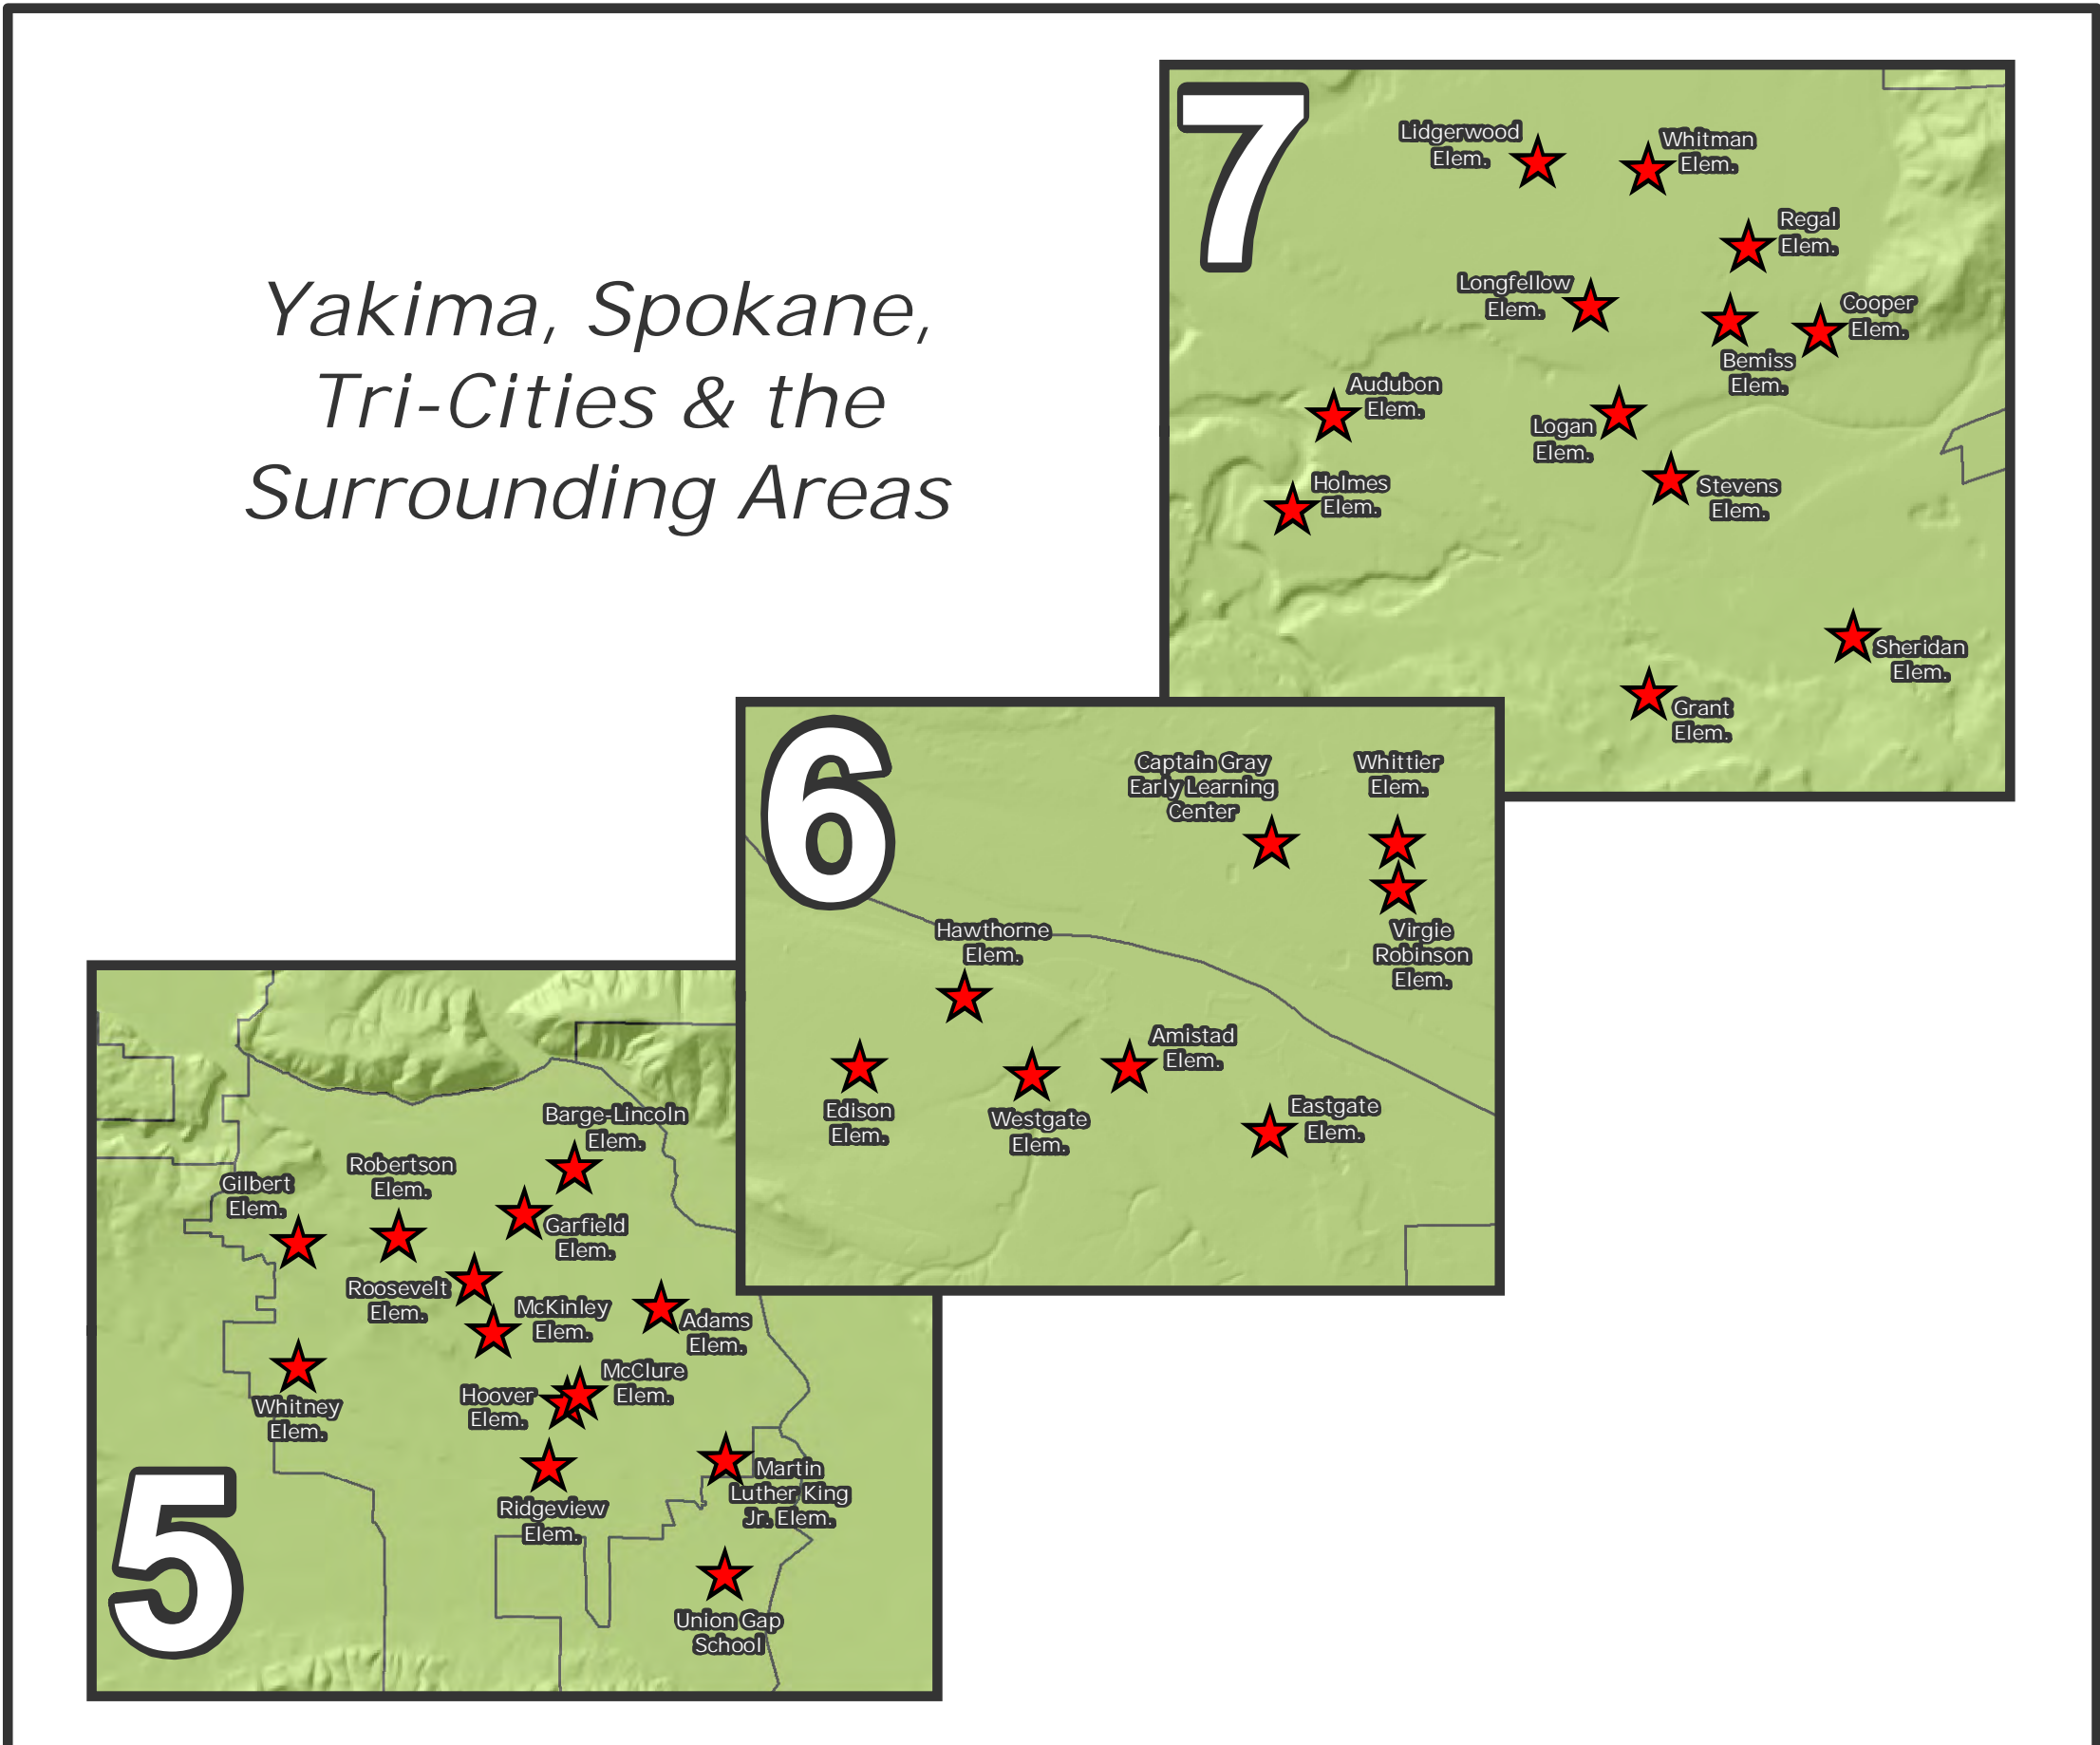 Yakima, Spokane,
Tri-Cities & the
Surrounding Areas
7
Lidgerwood
Elem.
Whitman
Elem.
Regal
Elem.
Longfellow
Elem.
Cooper
Elem.
Bemiss
Elem.
Audubon
Elem.
Logan
Elem.
Holmes
Elem.
Stevens
Elem.
Sheridan
Elem.
Grant
Elem.
6
Captain Gray
Early Learning
Center
Whittier
Elem.
Virgie
Robinson
Elem.
Hawthorne
Elem.
Amistad
Elem.
Edison
Elem.
Westgate
Elem.
Eastgate
Elem.
5
Barge-Lincoln
Elem.
Robertson
Elem.
Gilbert
Elem.
Garfield
Elem.
Roosevelt
Elem.
McKinley
Elem.
Adams
Elem.
McClure
Elem.
Hoover
Elem.
Whitney
Elem.
Martin
Luther King
Jr. Elem.
Ridgeview
Elem.
Union Gap
School